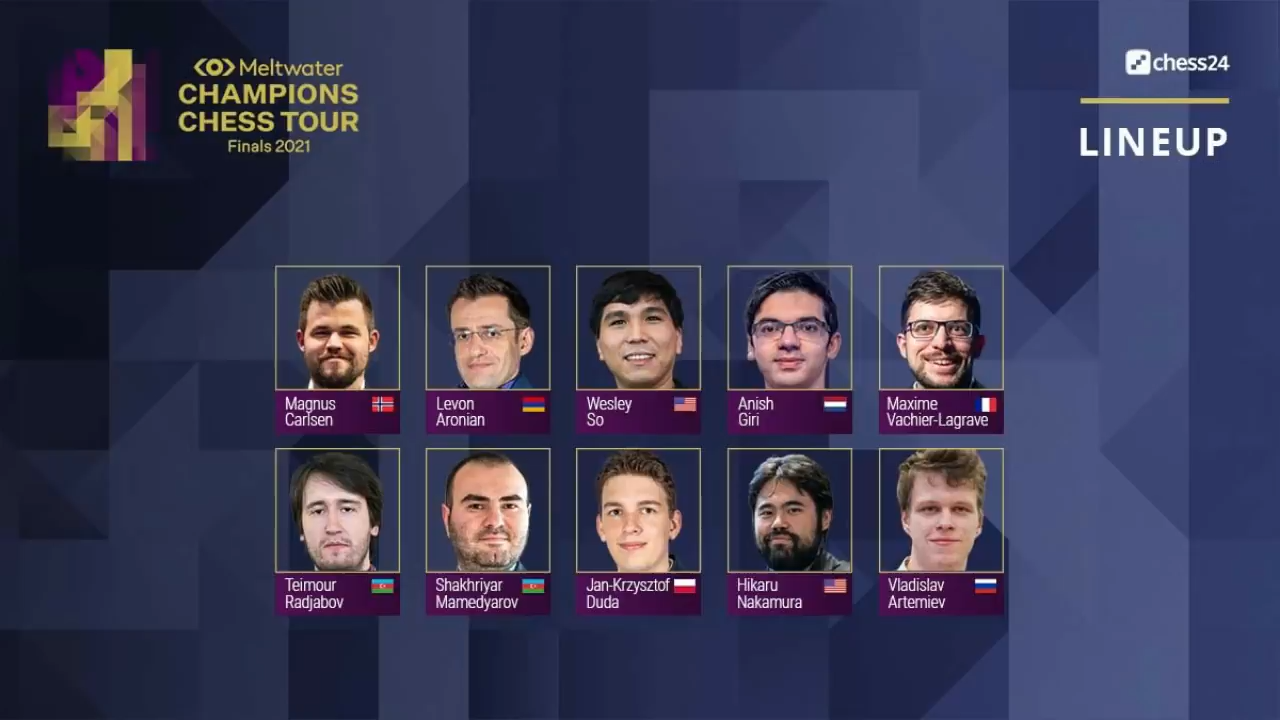 Meltwater
CHAMPIONS
CHESS TOUR
Finals 2021
chess24
LINEUP
Magnus
Carlsen
Levon
Aronian
Wesley
So
Anish
Giri
Maxime
Vachier-Lagrave
Teimour
Radjabov
Shakhriyar
Mamedyarov
Jan-Krzysztof
Duda
Hikaru
Nakamura
Vladislav
Artemiev